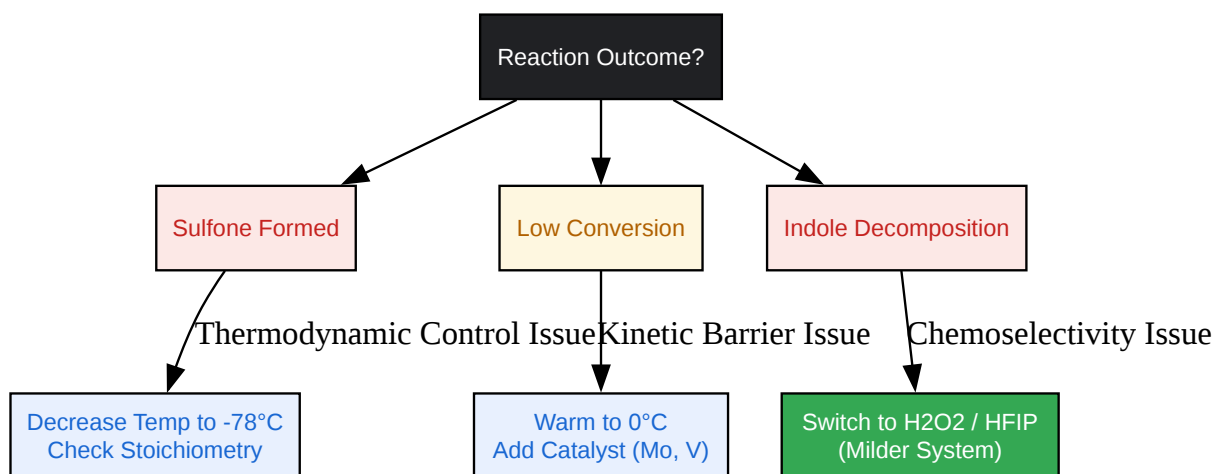 Reaction Outcome?
Sulfone Formed
Low Conversion
Indole Decomposition
Thermodynamic Control Issue
Kinetic Barrier Issue
Chemoselectivity Issue
Decrease Temp to -78°C
Check Stoichiometry
Warm to 0°C
Add Catalyst (Mo, V)
Switch to H2O2 / HFIP
(Milder System)